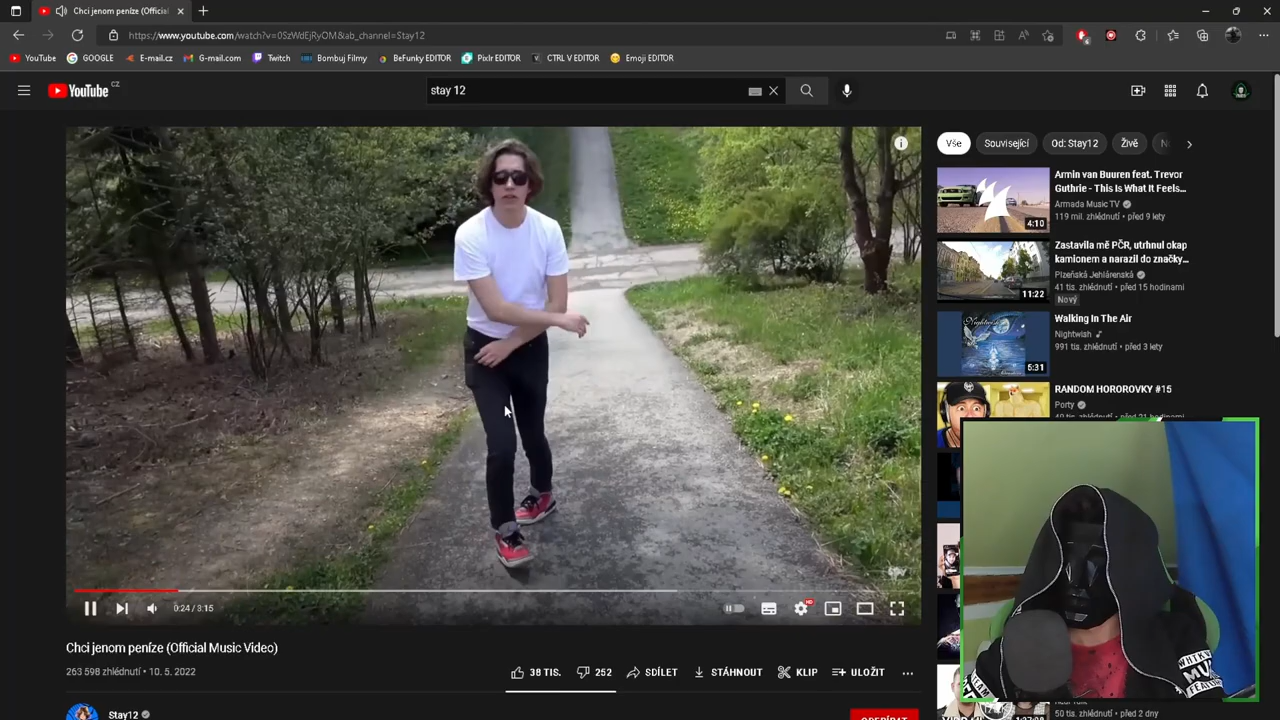 Chci jenom peníze (Official
https://www.youtube.com/watch?v=0SzWdEjRyOM&ab_channel=Stay12
YouTube
GOOGLE
E-mail.cz
G-mail.com
Twitch
Bombuj Filmy
BeFunky EDITOR
Pixlr EDITOR
CTRL V EDITOR
Emoji EDITOR
YouTube CZ
stay 12
Vše
Související
Od: Stay12
Živě
Armin van Buuren feat. Trevor
Guthrie - This Is What It Feels...
Armada Music TV
119 mil. zhlédnutí • před 9 lety
4:10
Zastavila mě PČR, utrhnul okap
kamionem a narazil do značky...
Plzeňská Jehlárenská
41 tis. zhlédnutí • před 15 hodinami
Nový
11:22
Walking In The Air
Nightwish
991 tis. zhlédnutí • před 3 lety
5:31
RANDOM HOROROVKY #15
Porty
0:24 / 3:15
HD
Chci jenom peníze (Official Music Video)
263 598 zhlédnutí • 10. 5. 2022
38 TIS.
252
SDÍLET
STÁHNOUT
KLIP
ULOŽIT
Stay12
ODEBÍRAT
50 tis. zhlédnutí • před 2 dny